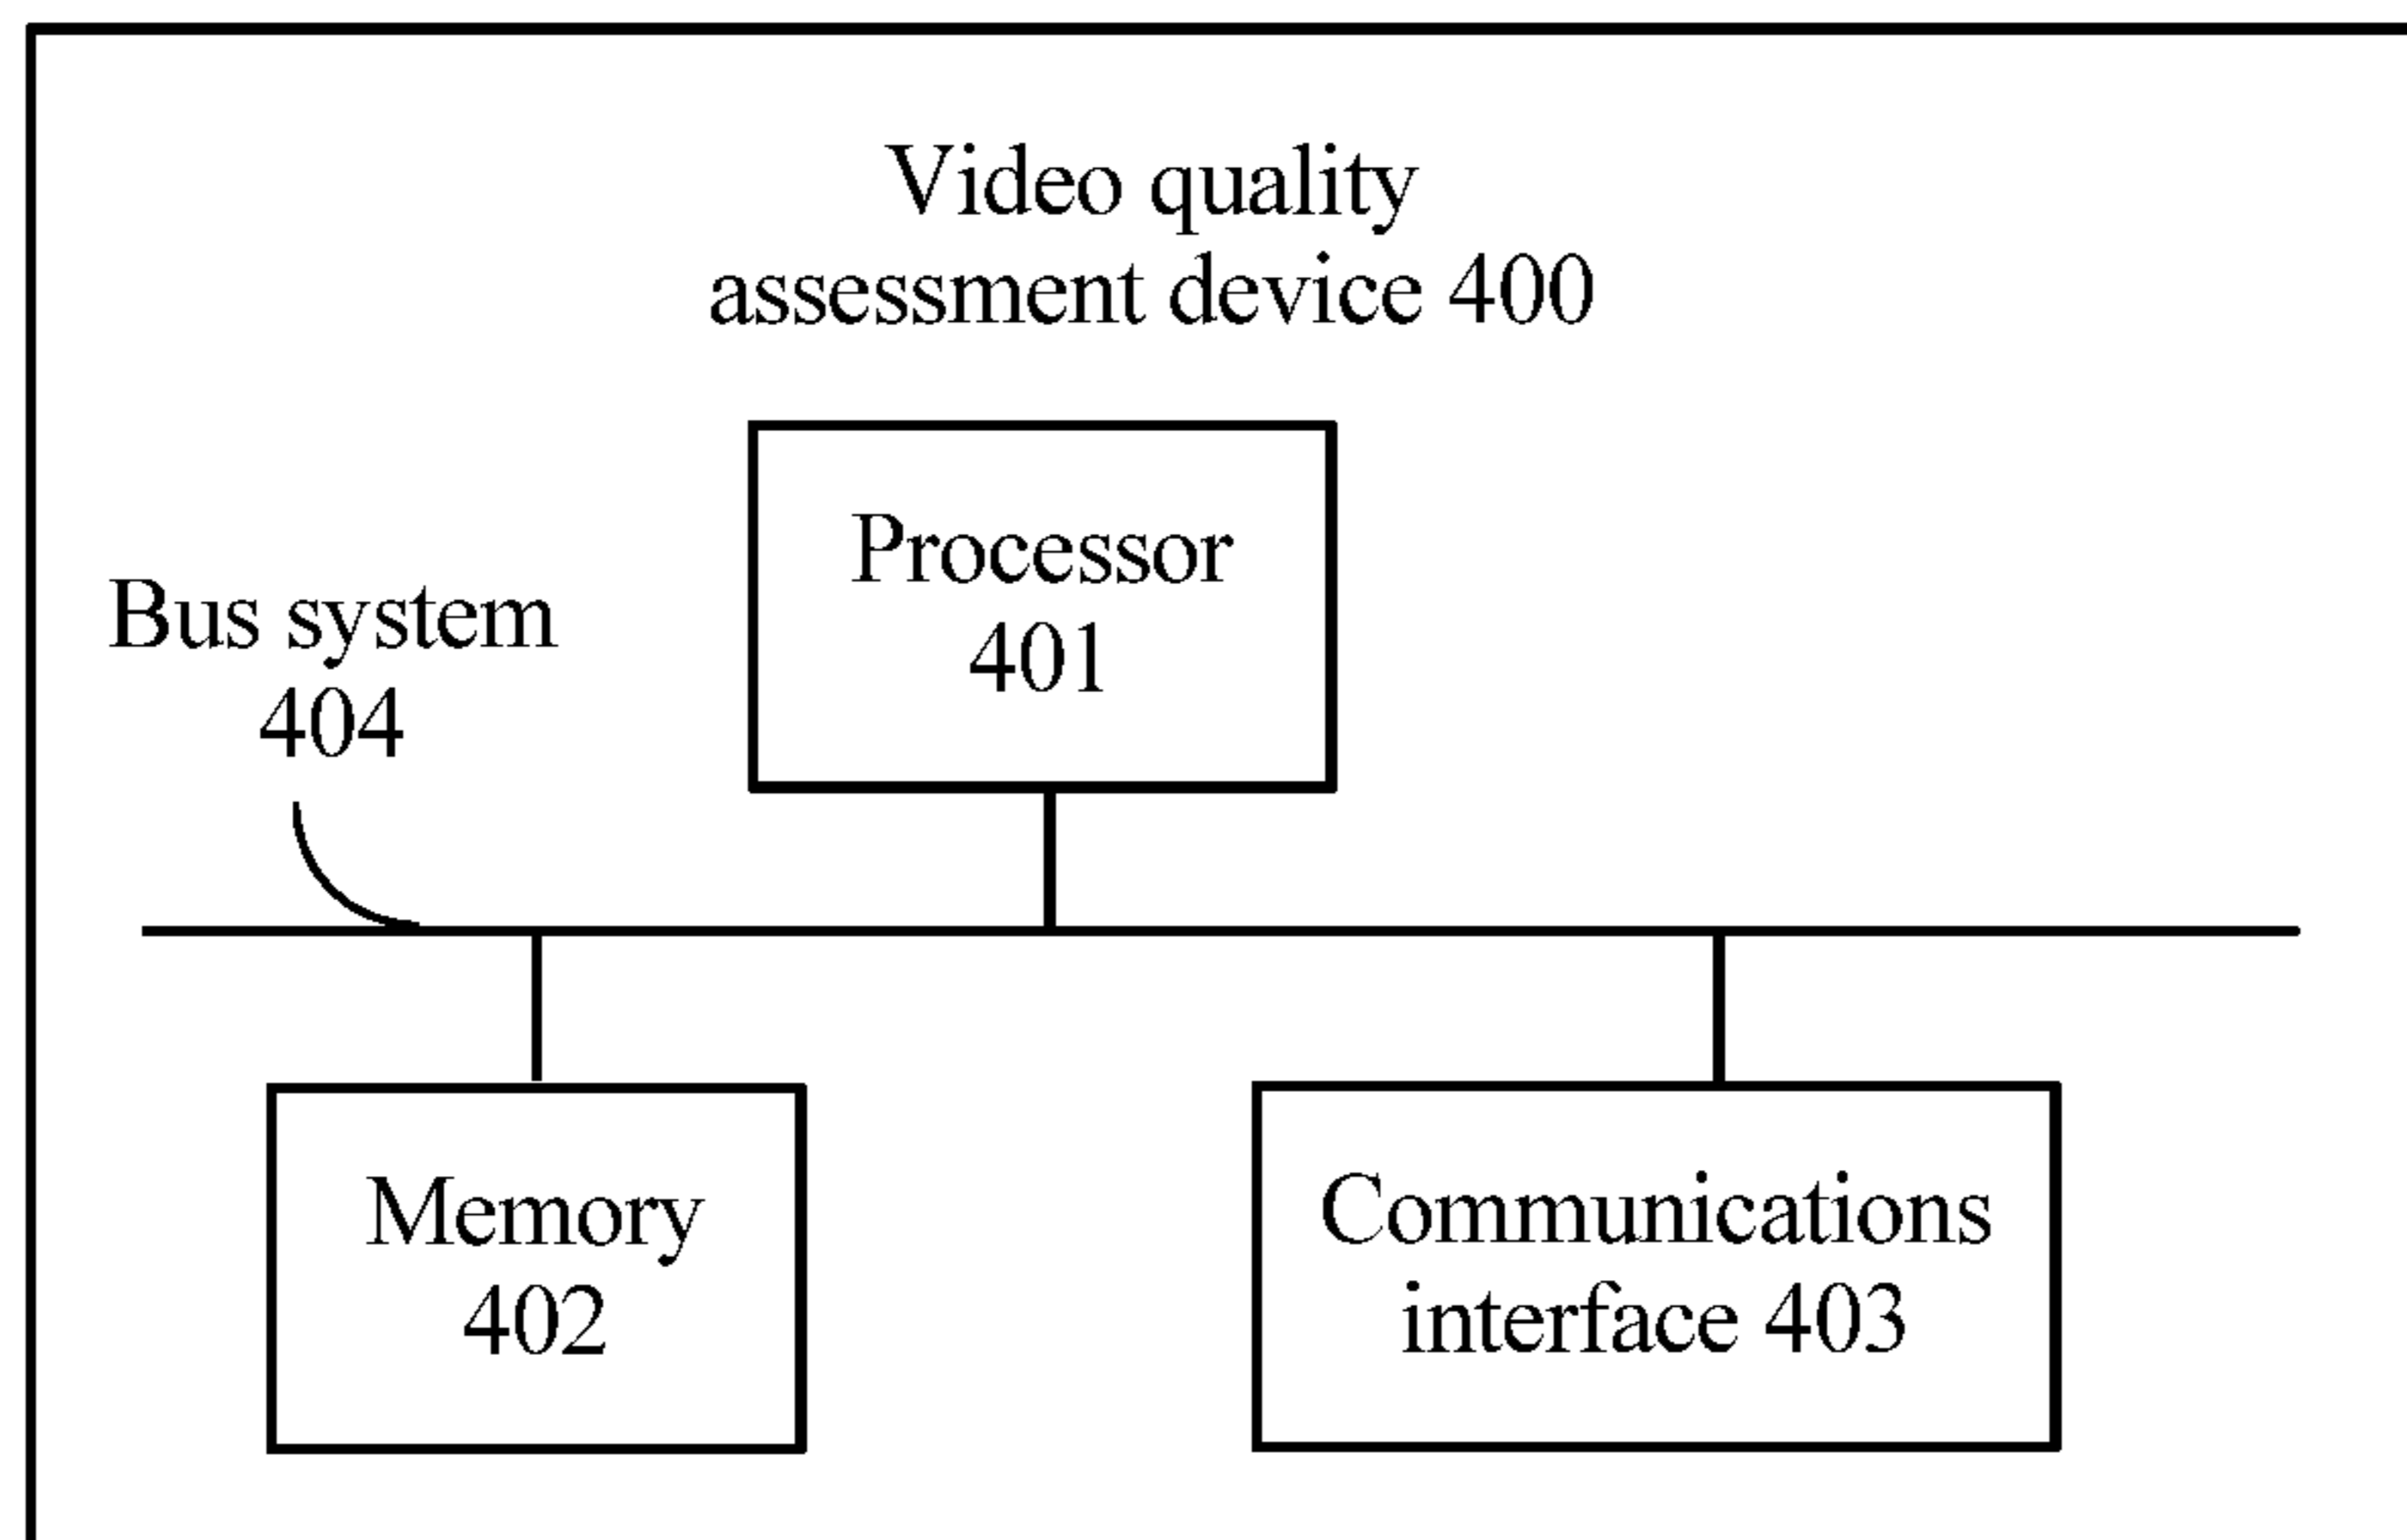 Video quality
assessment device 400
Processor
401
Bus system
404
Memory
402
Communications
interface 403